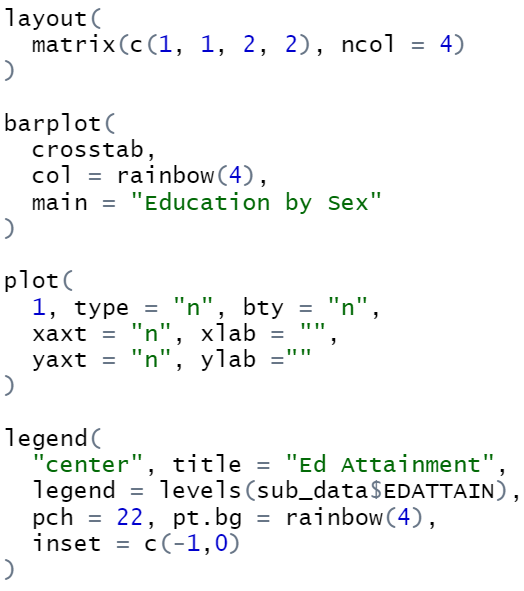 layout(
  matrix(c(1, 1, 2, 2), ncol = 4)
)

barplot(
  crosstab,
  col = rainbow(4),
  main = "Education by Sex"
)

plot(
  1, type = "n", bty = "n",
  xaxt = "n", xlab = "",
  yaxt = "n", ylab =""
)

legend(
  "center", title = "Ed Attainment",
  legend = levels(sub_data$EDATTAIN),
  pch = 22, pt.bg = rainbow(4),
  inset = c(-1,0)
)